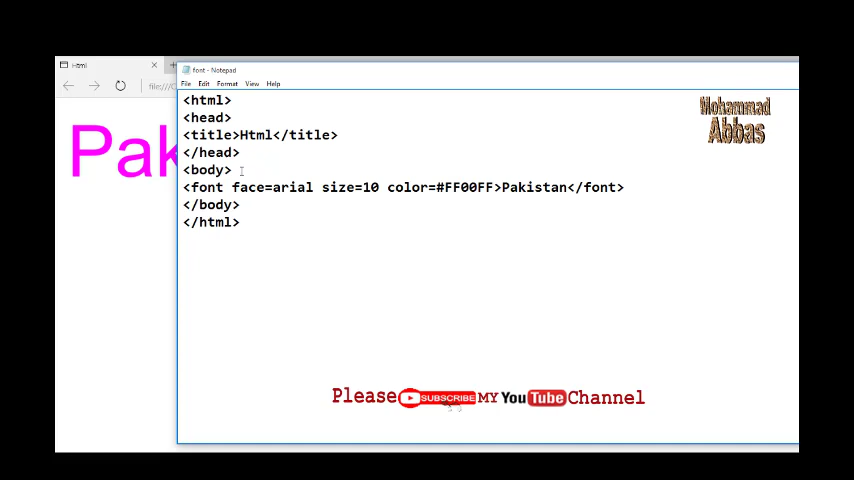 Html
font - Notepad
file:///C
File Edit Format View Help
Pak
<html>
<head>
<title>Html</title>
</head>
<body>
<font face=arial size=10 color=#FF00FF>Pakistan</font>
</body>
</html>
Mohammad
Abbas
Please SUBSCRIBE MY YouTube Channel